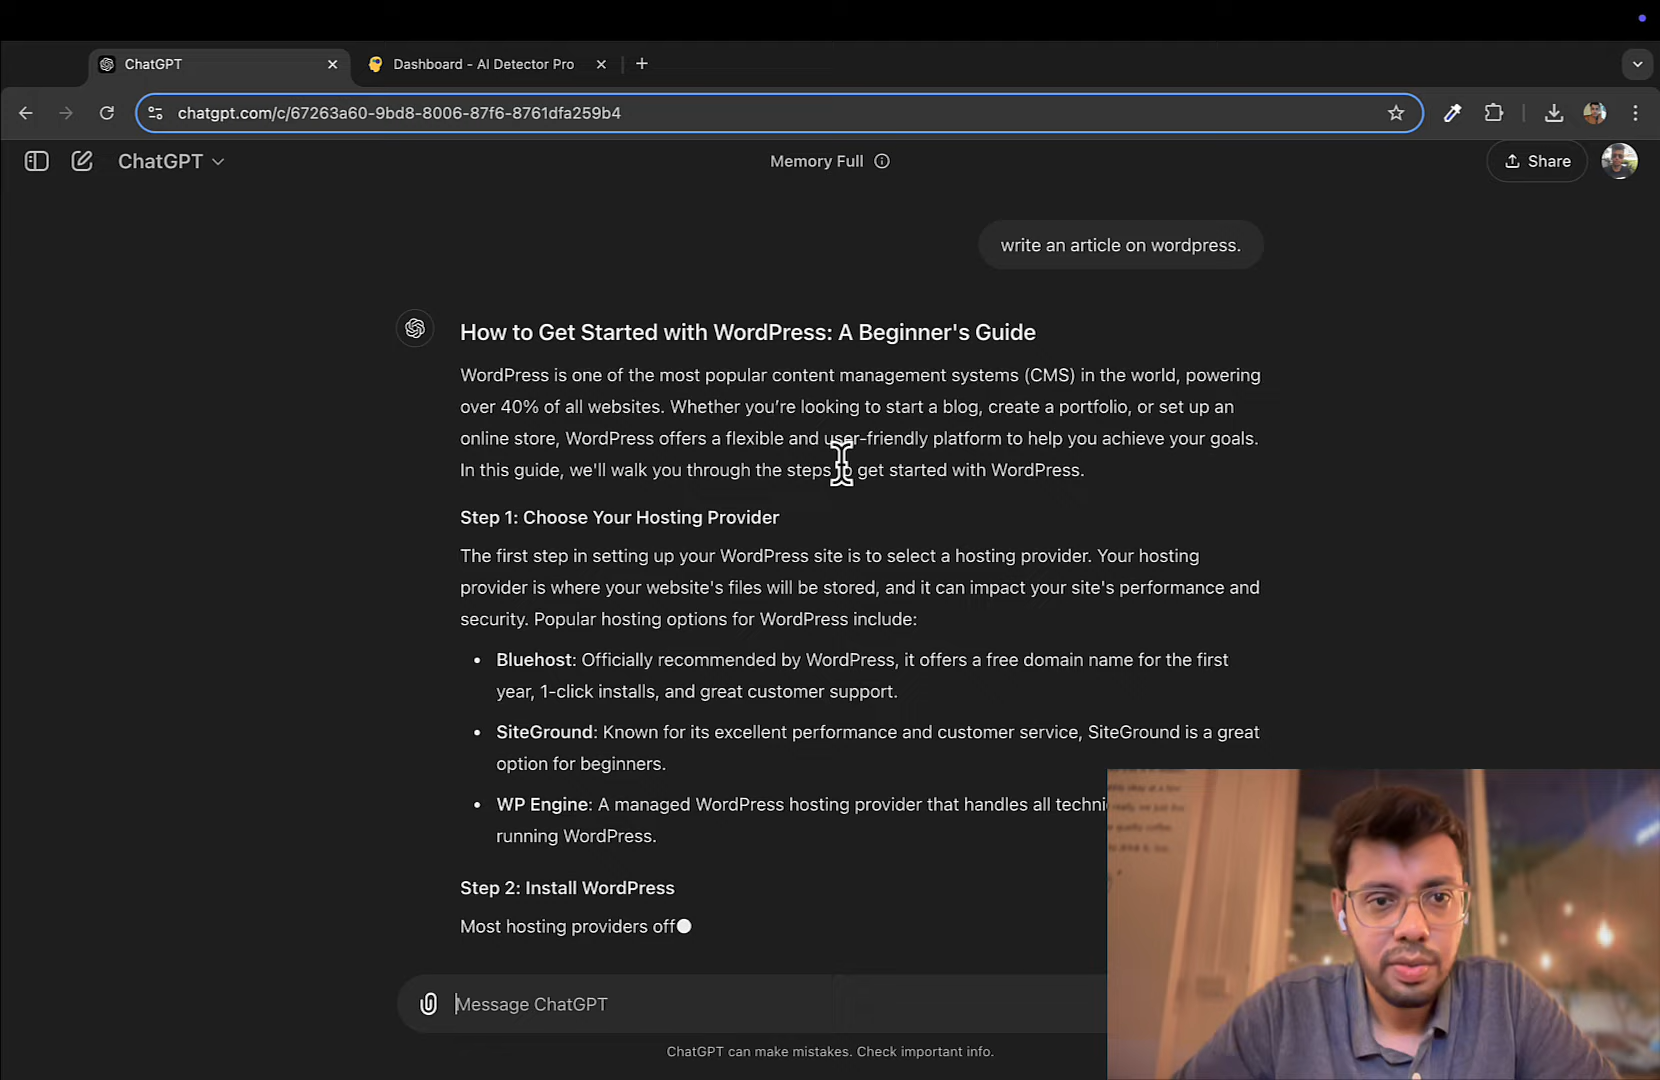 ChatGPT
Dashboard - AI Detector Pro
chatgpt.com/c/67263a60-9bd8-8006-87f6-8761dfa259b4
ChatGPT
Memory Full
Share
write an article on wordpress.
How to Get Started with WordPress: A Beginner's Guide
WordPress is one of the most popular content management systems (CMS) in the world, powering
over 40% of all websites. Whether you’re looking to start a blog, create a portfolio, or set up an
online store, WordPress offers a flexible and user-friendly platform to help you achieve your goals.
In this guide, we'll walk you through the steps to get started with WordPress.
Step 1: Choose Your Hosting Provider
The first step in setting up your WordPress site is to select a hosting provider. Your hosting
provider is where your website's files will be stored, and it can impact your site's performance and
security. Popular hosting options for WordPress include:
• Bluehost: Officially recommended by WordPress, it offers a free domain name for the first
year, 1-click installs, and great customer support.
• SiteGround: Known for its excellent performance and customer service, SiteGround is a great
option for beginners.
• WP Engine: A managed WordPress hosting provider that handles all techni
running WordPress.
Step 2: Install WordPress
Most hosting providers off
Message ChatGPT
ChatGPT can make mistakes. Check important info.